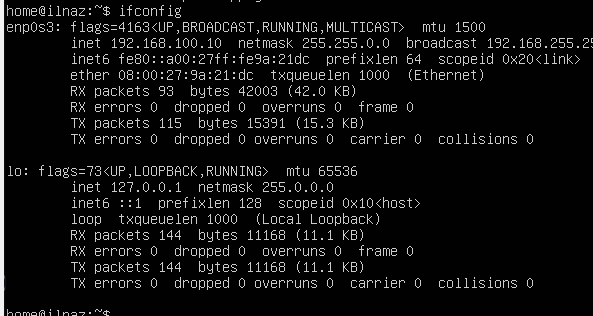 home@ilnaz:~$ ifconfig
enp0s3: flags=4163<UP,BROADCAST,RUNNING,MULTICAST>  mtu 1500
        inet 192.168.100.10  netmask 255.255.0.0  broadcast 192.168.255.25
        inet6 fe80::a00:27ff:fe9a:21dc  prefixlen 64  scopeid 0x20<link>
        ether 08:00:27:9a:21:dc  txqueuelen 1000  (Ethernet)
        RX packets 93  bytes 42003 (42.0 KB)
        RX errors 0  dropped 0  overruns 0  frame 0
        TX packets 115  bytes 15391 (15.3 KB)
        TX errors 0  dropped 0 overruns 0  carrier 0  collisions 0
lo: flags=73<UP,LOOPBACK,RUNNING>  mtu 65536
        inet 127.0.0.1  netmask 255.0.0.0
        inet6 ::1  prefixlen 128  scopeid 0x10<host>
        loop  txqueuelen 1000  (Local Loopback)
        RX packets 144  bytes 11168 (11.1 KB)
        RX errors 0  dropped 0  overruns 0  frame 0
        TX packets 144  bytes 11168 (11.1 KB)
        TX errors 0  dropped 0 overruns 0  carrier 0  collisions 0
home@ilnaz:~$